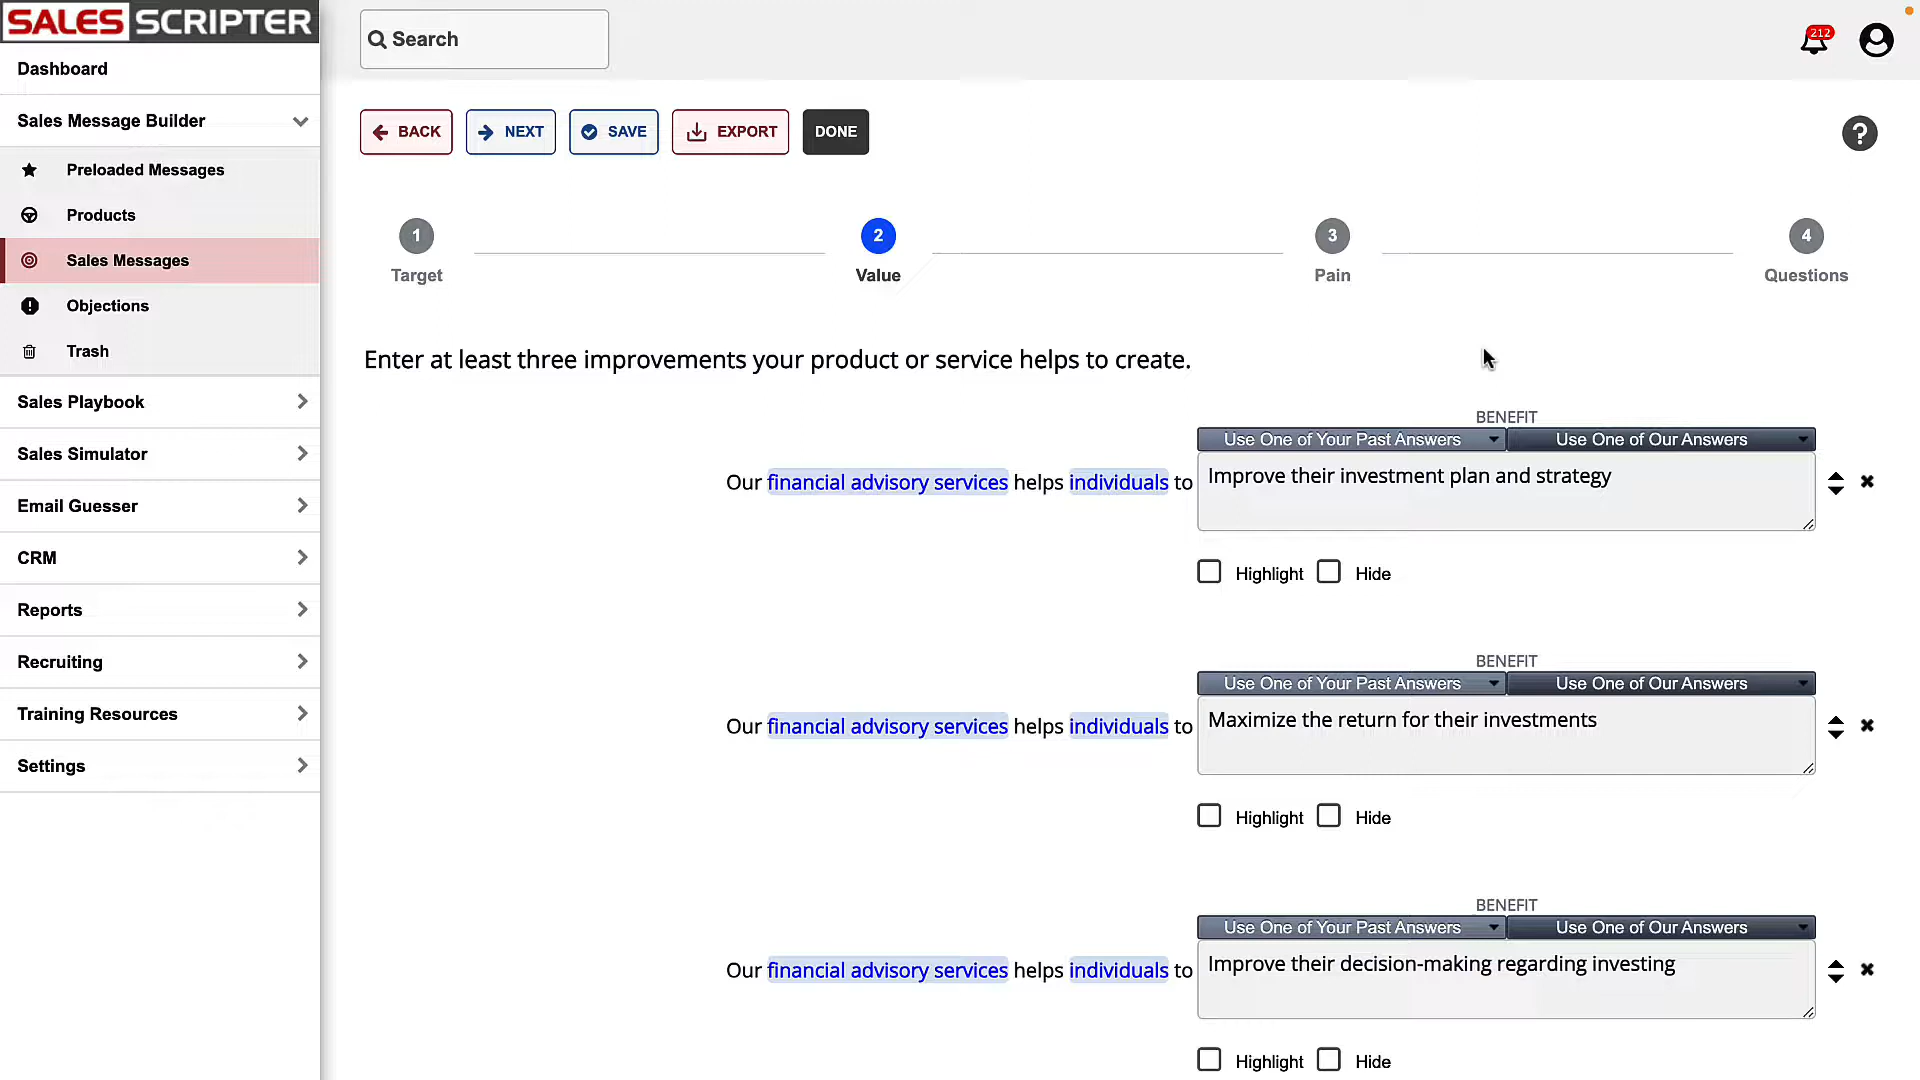 SALES SCRIPTER
Search
212
Dashboard
Sales Message Builder
Preloaded Messages
Products
Sales Messages
Objections
Trash
Sales Playbook
Sales Simulator
Email Guesser
CRM
Reports
Recruiting
Training Resources
Settings
BACK
NEXT
SAVE
EXPORT
DONE
?
1
2
3
4
Target
Value
Pain
Questions
Enter at least three improvements your product or service helps to create.
BENEFIT
Use One of Your Past Answers
Use One of Our Answers
Our financial advisory services helps individuals to
Improve their investment plan and strategy
Highlight
Hide
BENEFIT
Use One of Your Past Answers
Use One of Our Answers
Our financial advisory services helps individuals to
Maximize the return for their investments
Highlight
Hide
BENEFIT
Use One of Your Past Answers
Use One of Our Answers
Our financial advisory services helps individuals to
Improve their decision-making regarding investing
Highlight
Hide